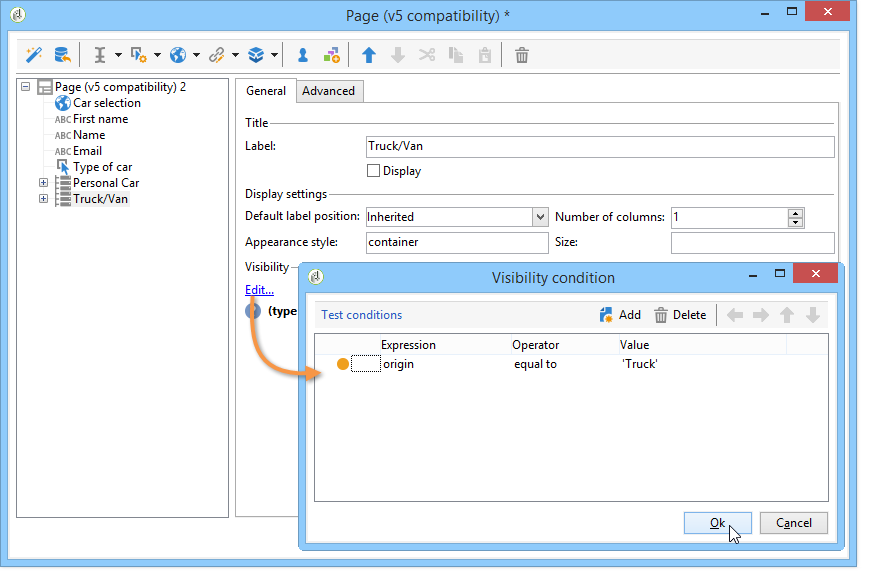 Page (v5 compatibility) *
Page (v5 compatibility) 2
Car selection
ABC First name
ABC Name
ABC Email
Type of car
Personal Car
Truck/Van
General Advanced
Title
Label: Truck/Van
Display
Display settings
Default label position: Inherited Number of columns: 1
Appearance style: container Size:
Visibility
Edit...
(type
Visibility condition
Test conditions Add Delete
Expression Operator Value
origin equal to 'Truck'
Ok Cancel